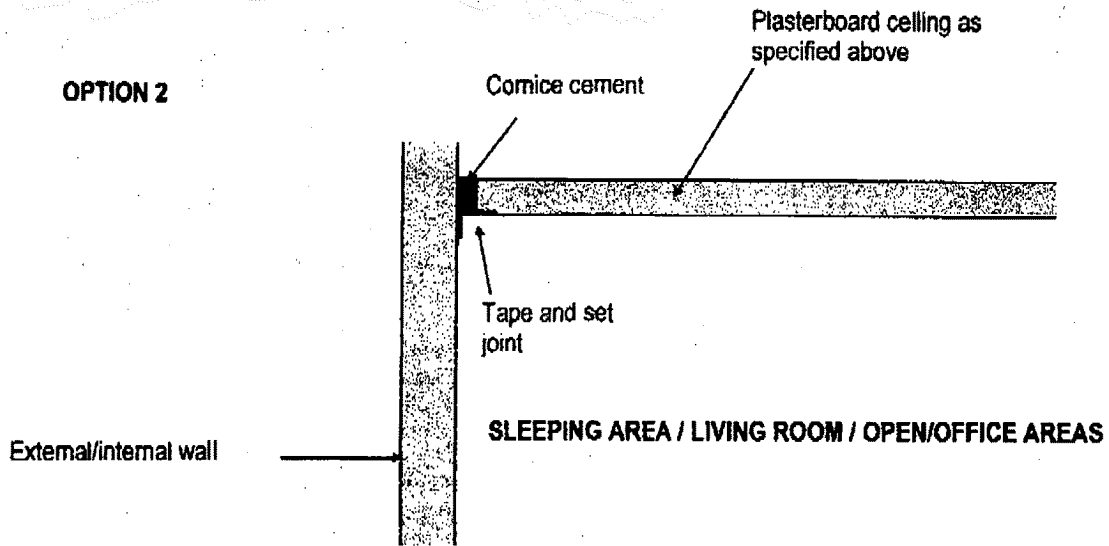 Plasterboard celling as
specified above
OPTION 2
Cornice cement
Tape and set
joint
SLEEPING AREA / LIVING ROOM / OPEN/OFFICE AREAS
External/internal wall